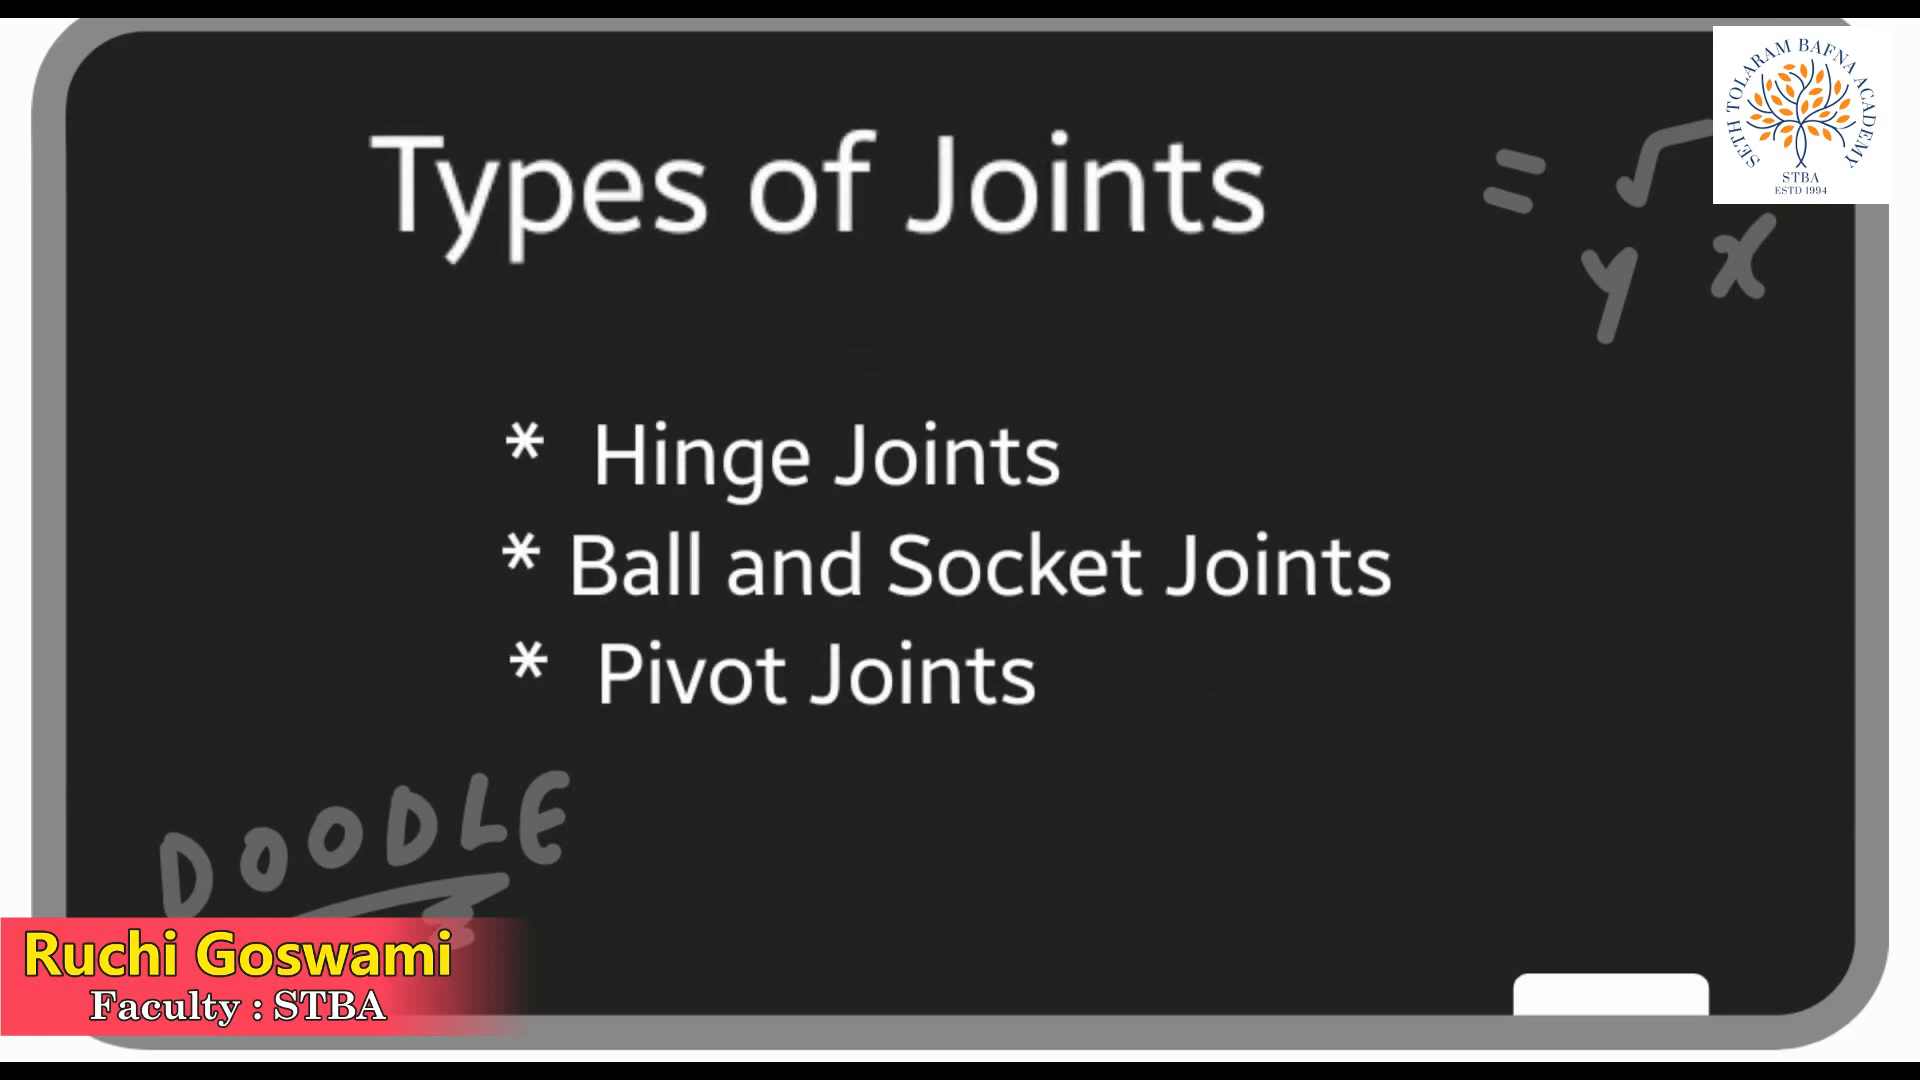 Types of Joints
SETH TOLARAM BAFNA ACADEMY
STBA
ESTD 1994
= √
y x
* Hinge Joints
* Ball and Socket Joints
* Pivot Joints
DOODLE
Ruchi Goswami
Faculty : STBA